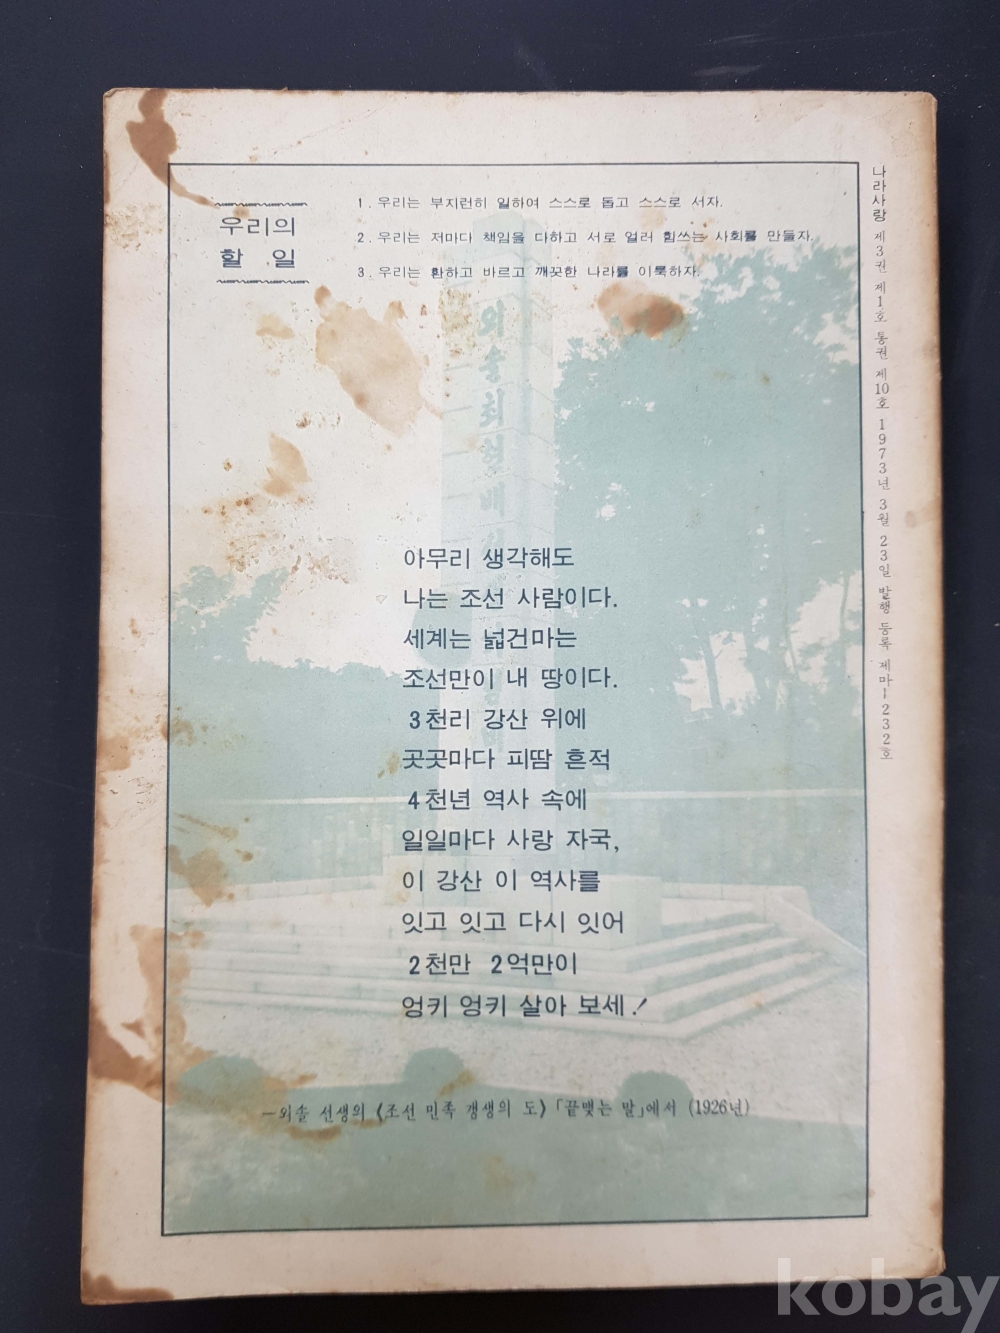 우리의
할 일
1. 우리는 부지런히 일하여 스스로 돕고 스스로 서자.
2. 우리는 저마다 책임을 다하고 서로 얼러 힘쓰는 사회를 만들자.
3. 우리는 환하고 바르고 깨끗한 나라를 이룩하자.
외솔최현배
아무리 생각해도
나는 조선 사람이다.
세계는 넓건마는
조선만이 내 땅이다.
3천리 강산 위에
곳곳마다 피땀 흔적
4천년 역사 속에
일일마다 사랑 자국,
이 강산 이 역사를
잇고 잇고 다시 잇어
2천만 2억만이
엉키 엉키 살아 보세!
—외솔 선생의 《조선 민족 갱생의 도》「끝맺는 말」에서 (1926년)
나라사랑 제3권 제1호 통권 제10호 1973년 3월 23일 발행 등록 제마-1232호
kobay